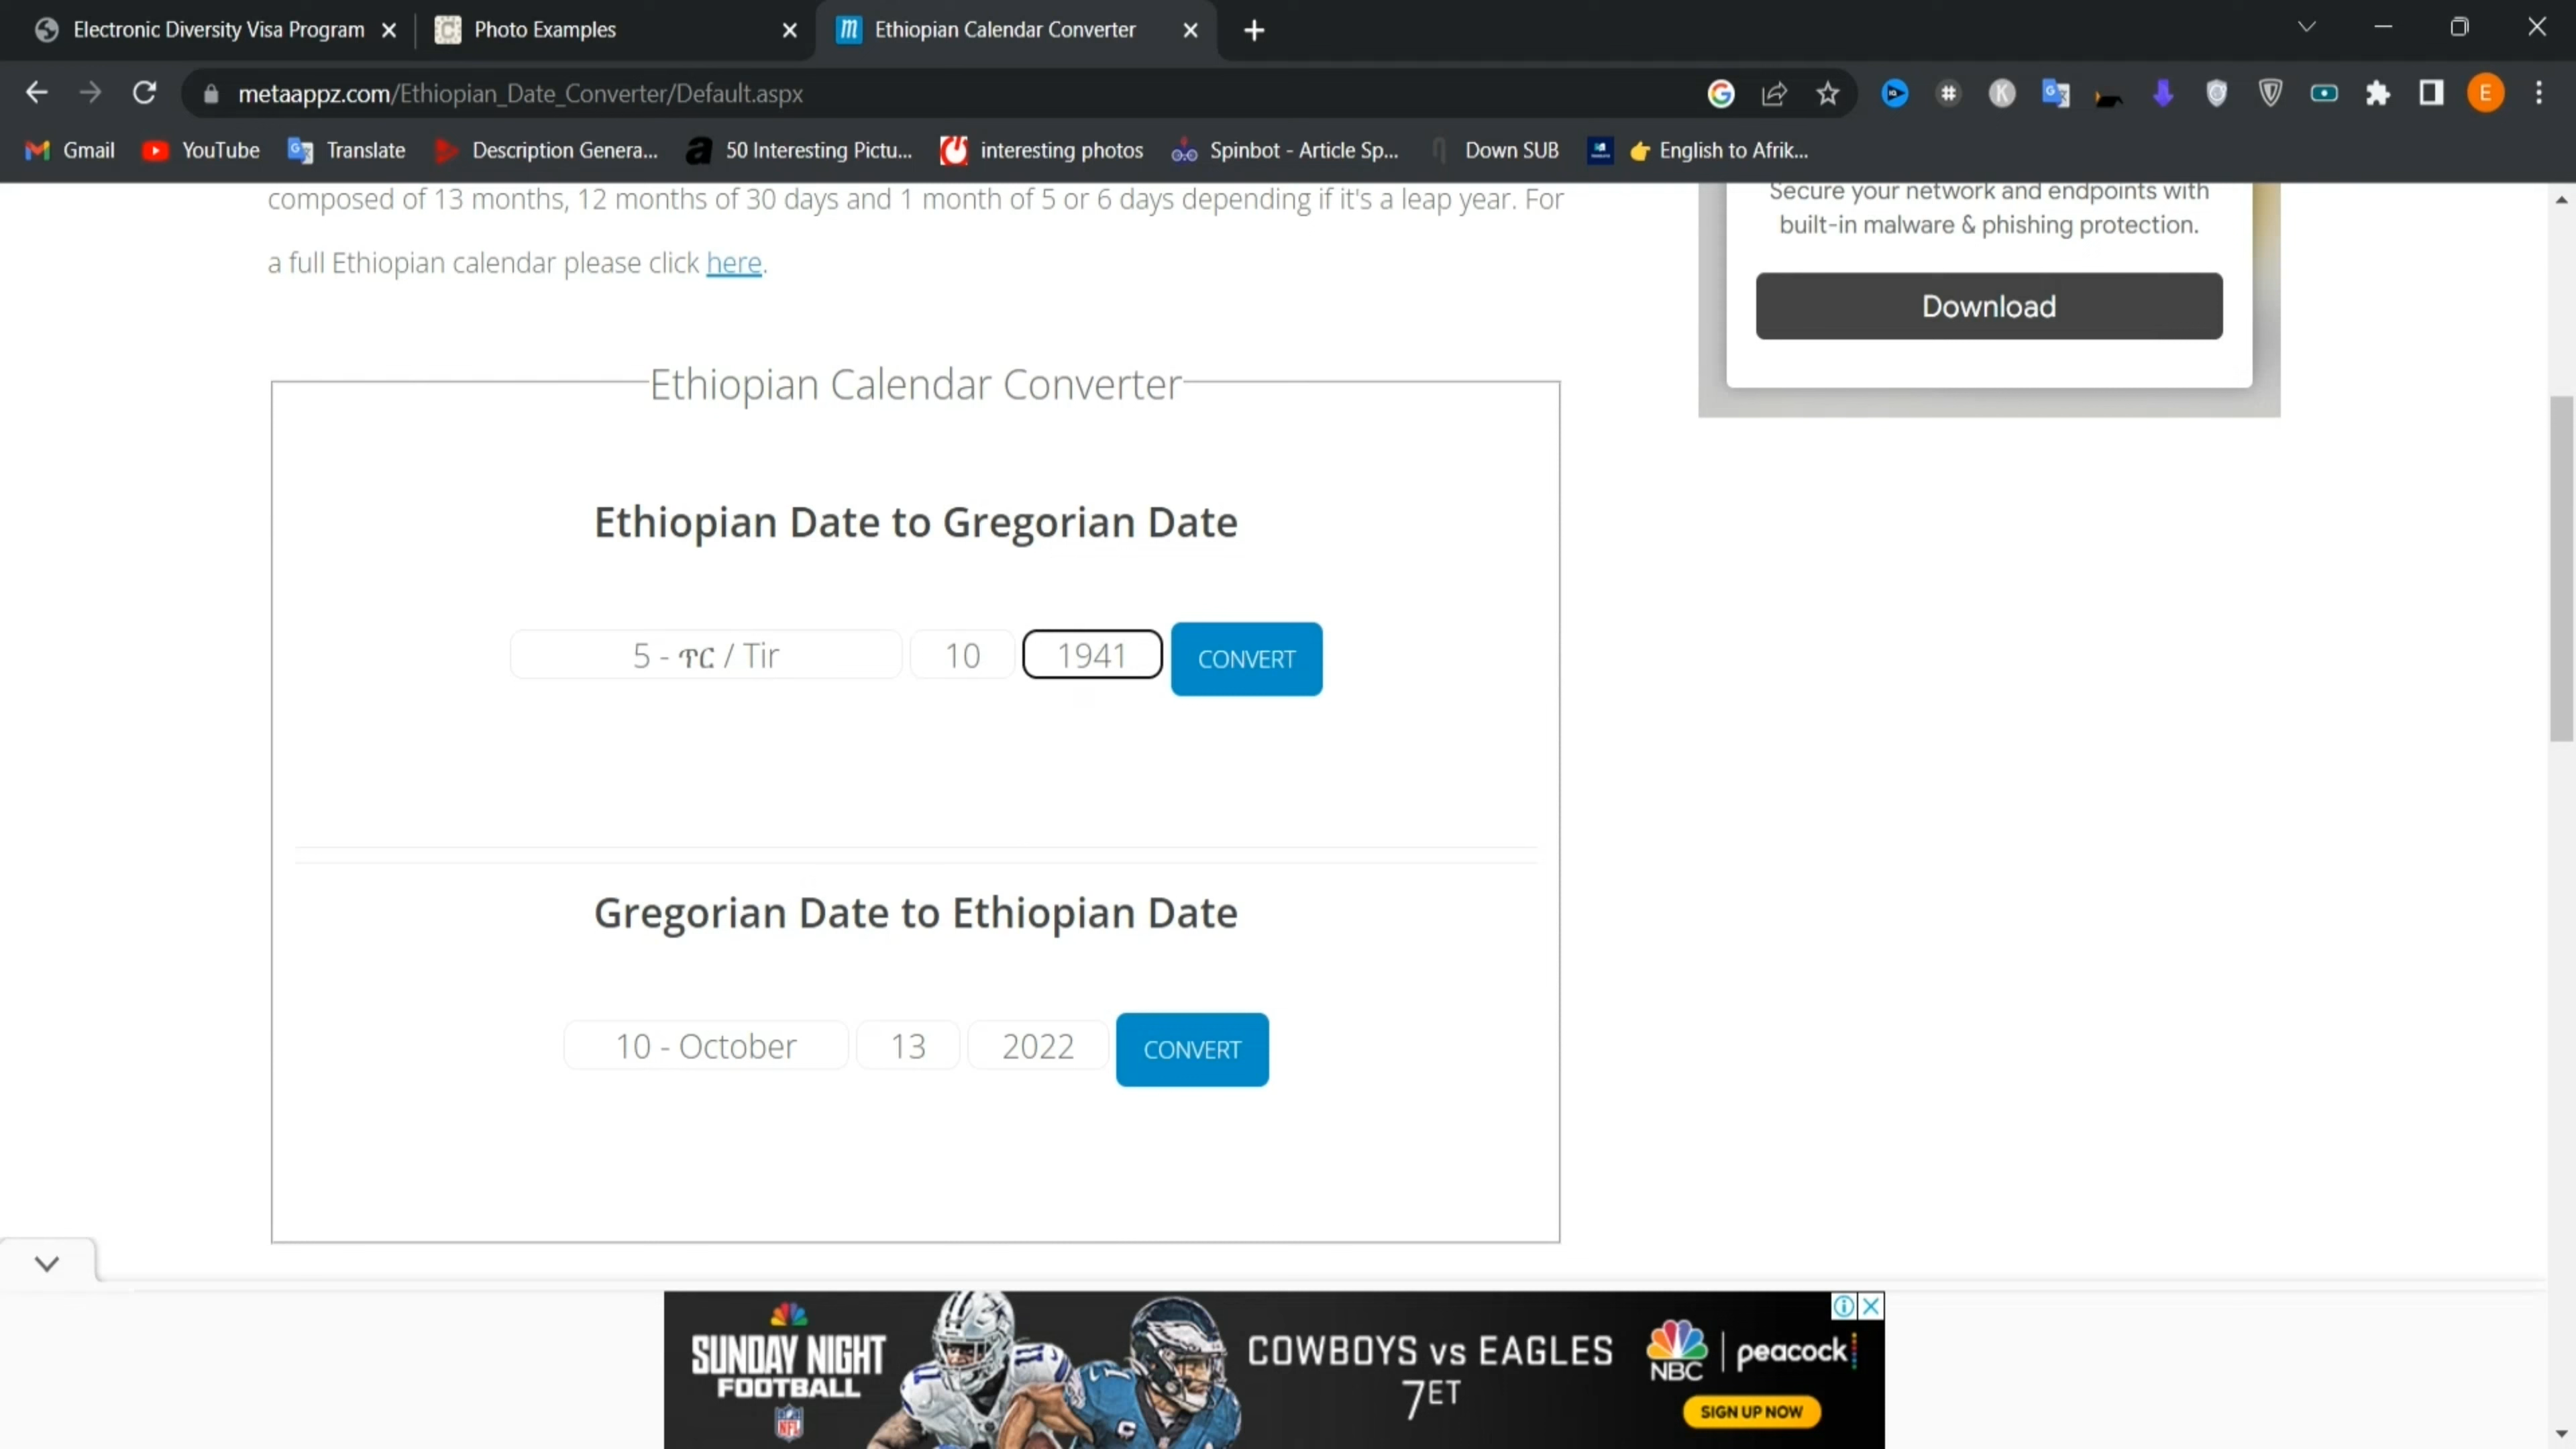 Electronic Diversity Visa Program
Photo Examples
Ethiopian Calendar Converter
metaappz.com/Ethiopian_Date_Converter/Default.aspx
Gmail
YouTube
Translate
Description Genera...
50 Interesting Pictu...
interesting photos
Spinbot - Article Sp...
Down SUB
English to Afrik...
composed of 13 months, 12 months of 30 days and 1 month of 5 or 6 days depending if it's a leap year. For
a full Ethiopian calendar please click here.
Secure your network and endpoints with
built-in malware & phishing protection.
Download
Ethiopian Calendar Converter
Ethiopian Date to Gregorian Date
5 - ጥር / Tir 10 1941 CONVERT
Gregorian Date to Ethiopian Date
10 - October 13 2022 CONVERT
SUNDAY NIGHT
FOOTBALL
NFL
COWBOYS vs EAGLES
7ET
NBC peacock
SIGN UP NOW